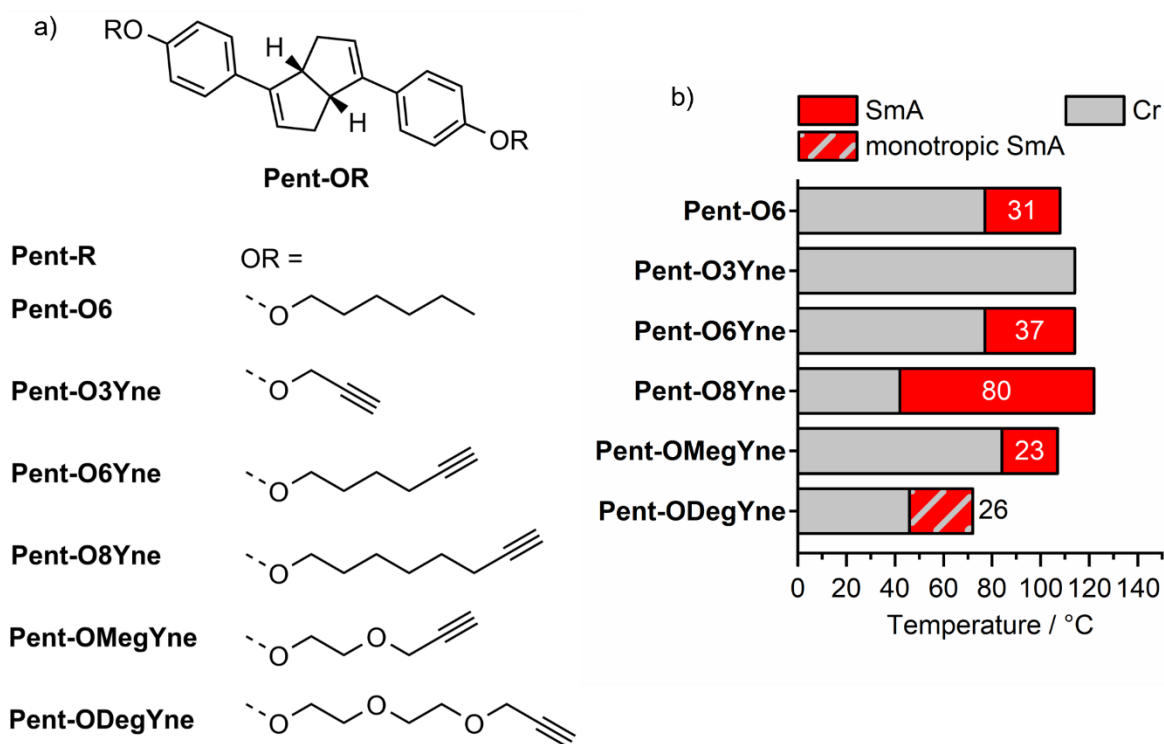 a)
RO
H
H
OR
Pent-OR
Pent-R OR =
Pent-O6 O
Pent-O3Yne O
Pent-O6Yne O
Pent-O8Yne O
Pent-OMegYne O O
Pent-ODegYne O O O
b)
SmA Cr
monotropic SmA
Pent-O6 31
Pent-O3Yne
Pent-O6Yne 37
Pent-O8Yne 80
Pent-OMegYne 23
Pent-ODegYne 26
0 20 40 60 80 100 120 140
Temperature / °C